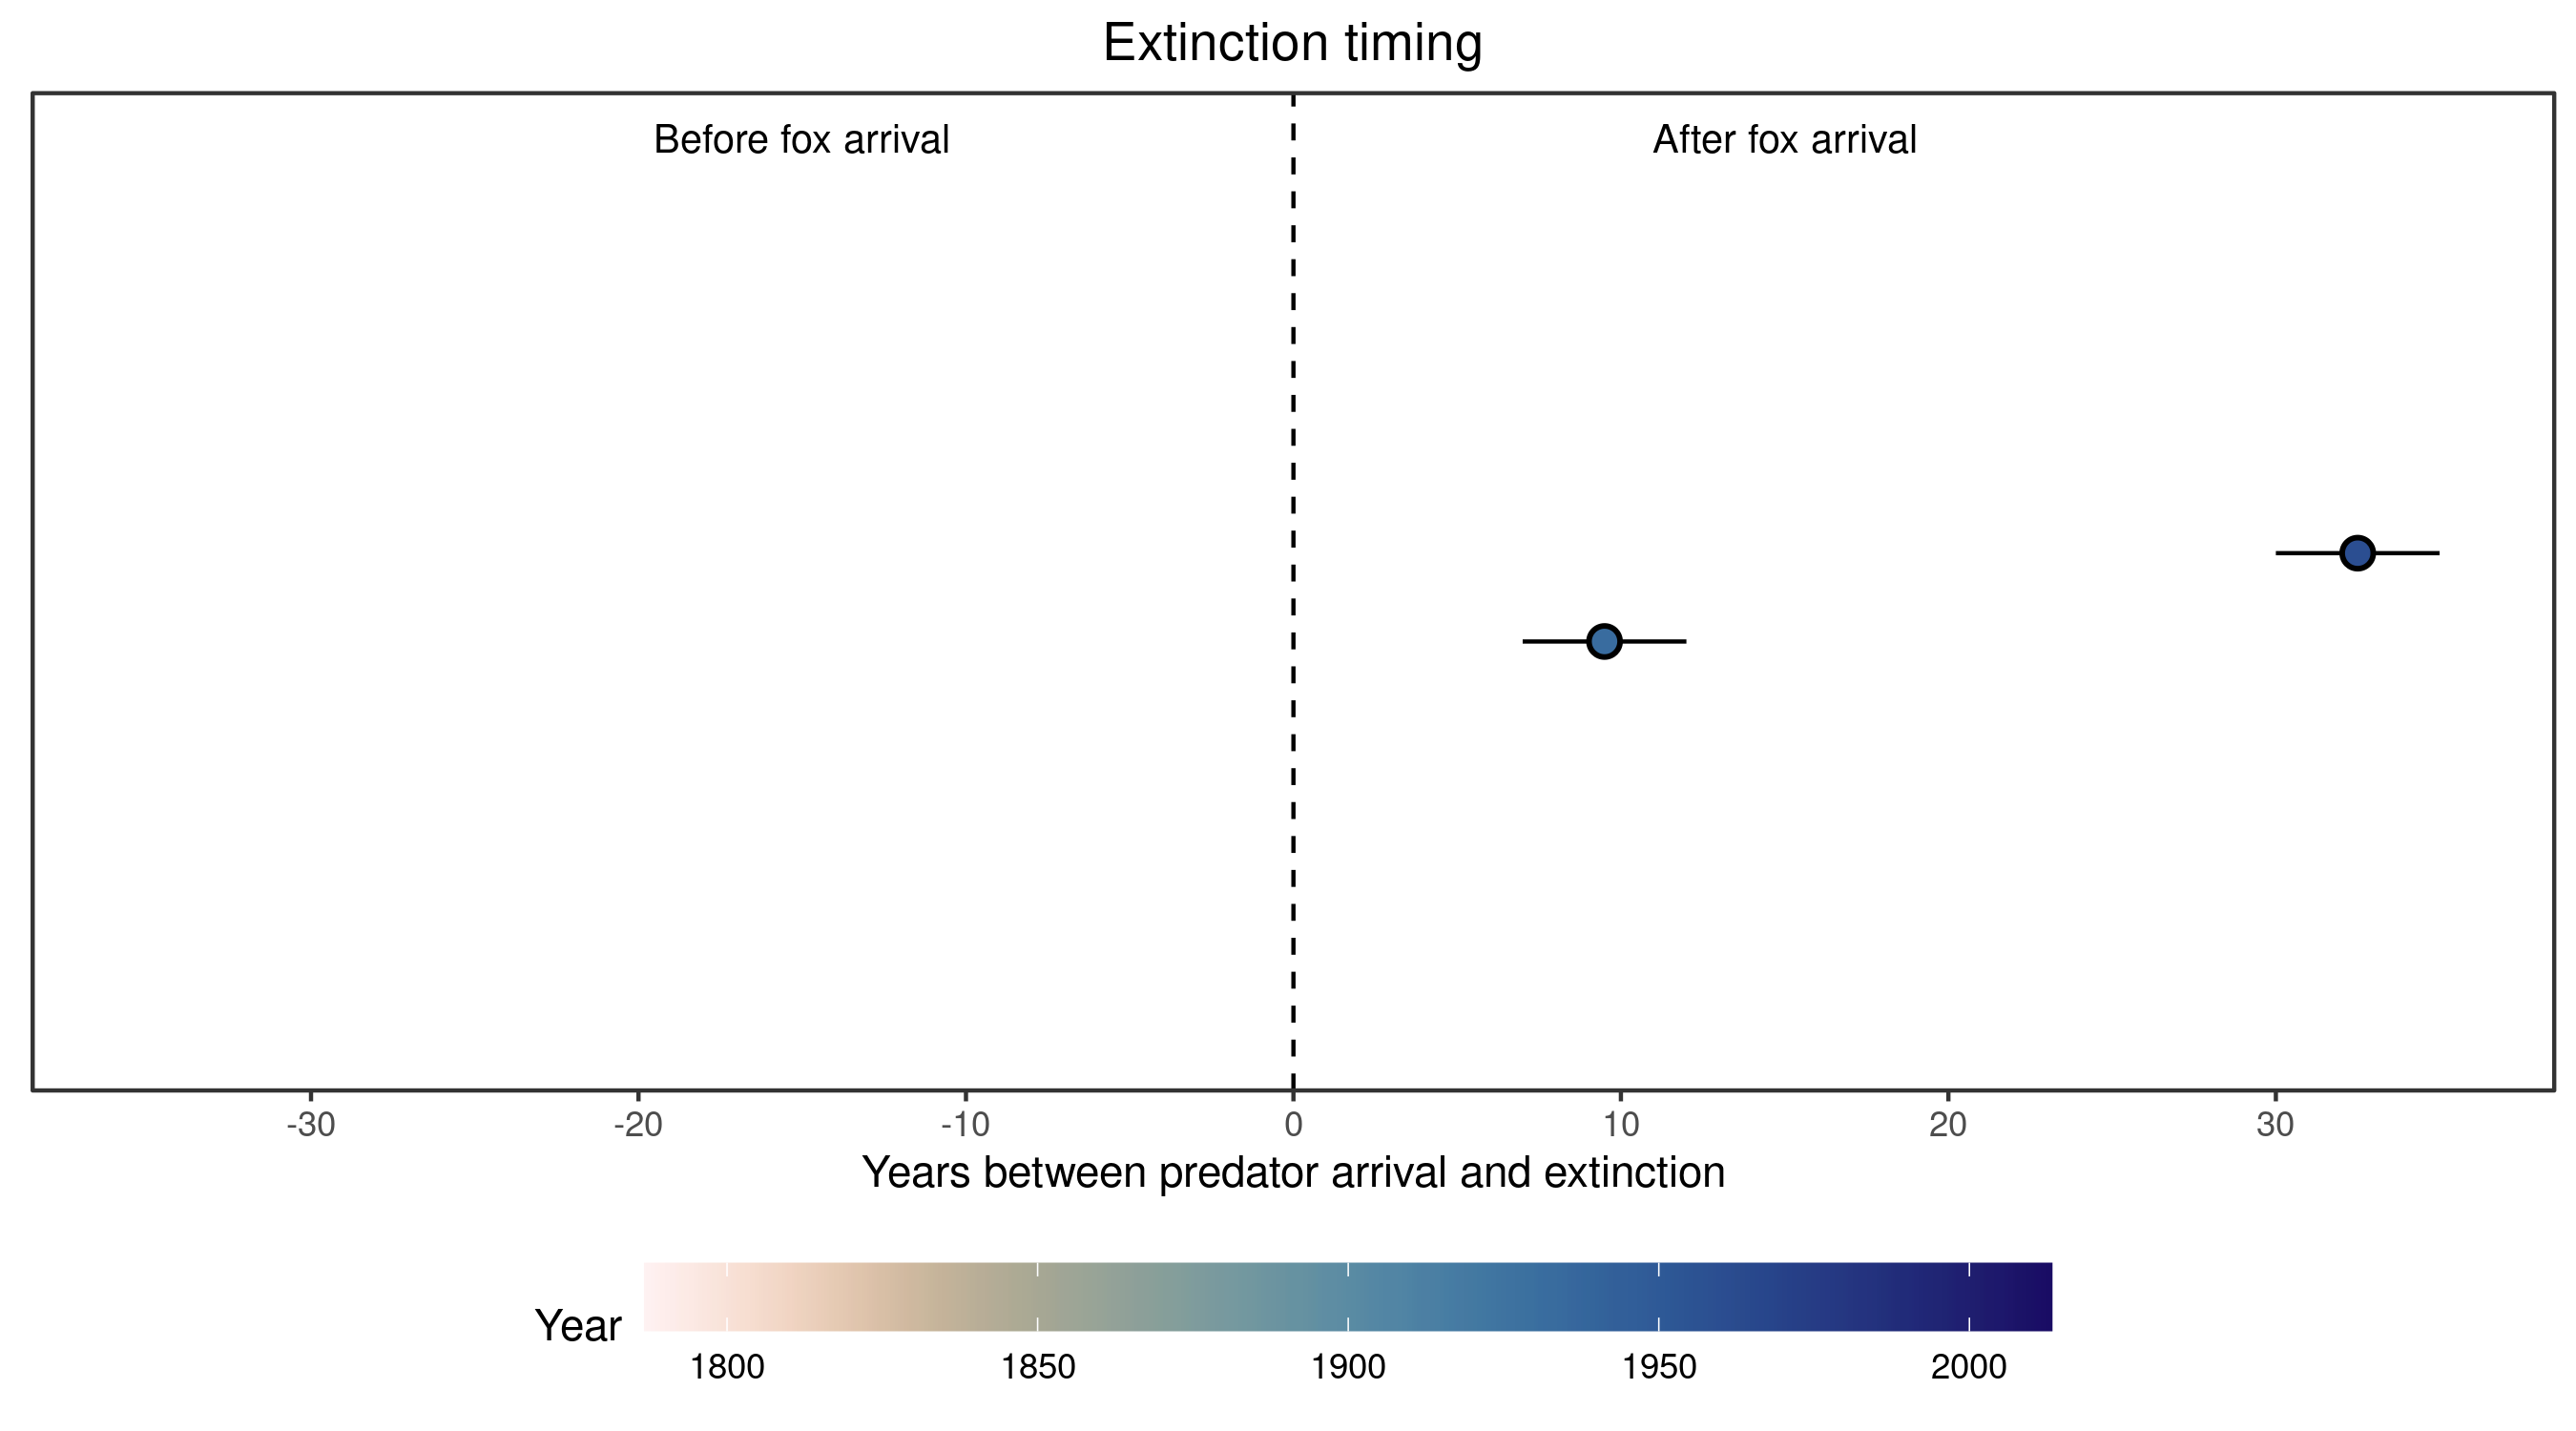 Extinction timing
Before fox arrival
After fox arrival
-30
-20
-10
0
10
20
30
Years between predator arrival and extinction
Year
1800
1850
1900
1950
2000